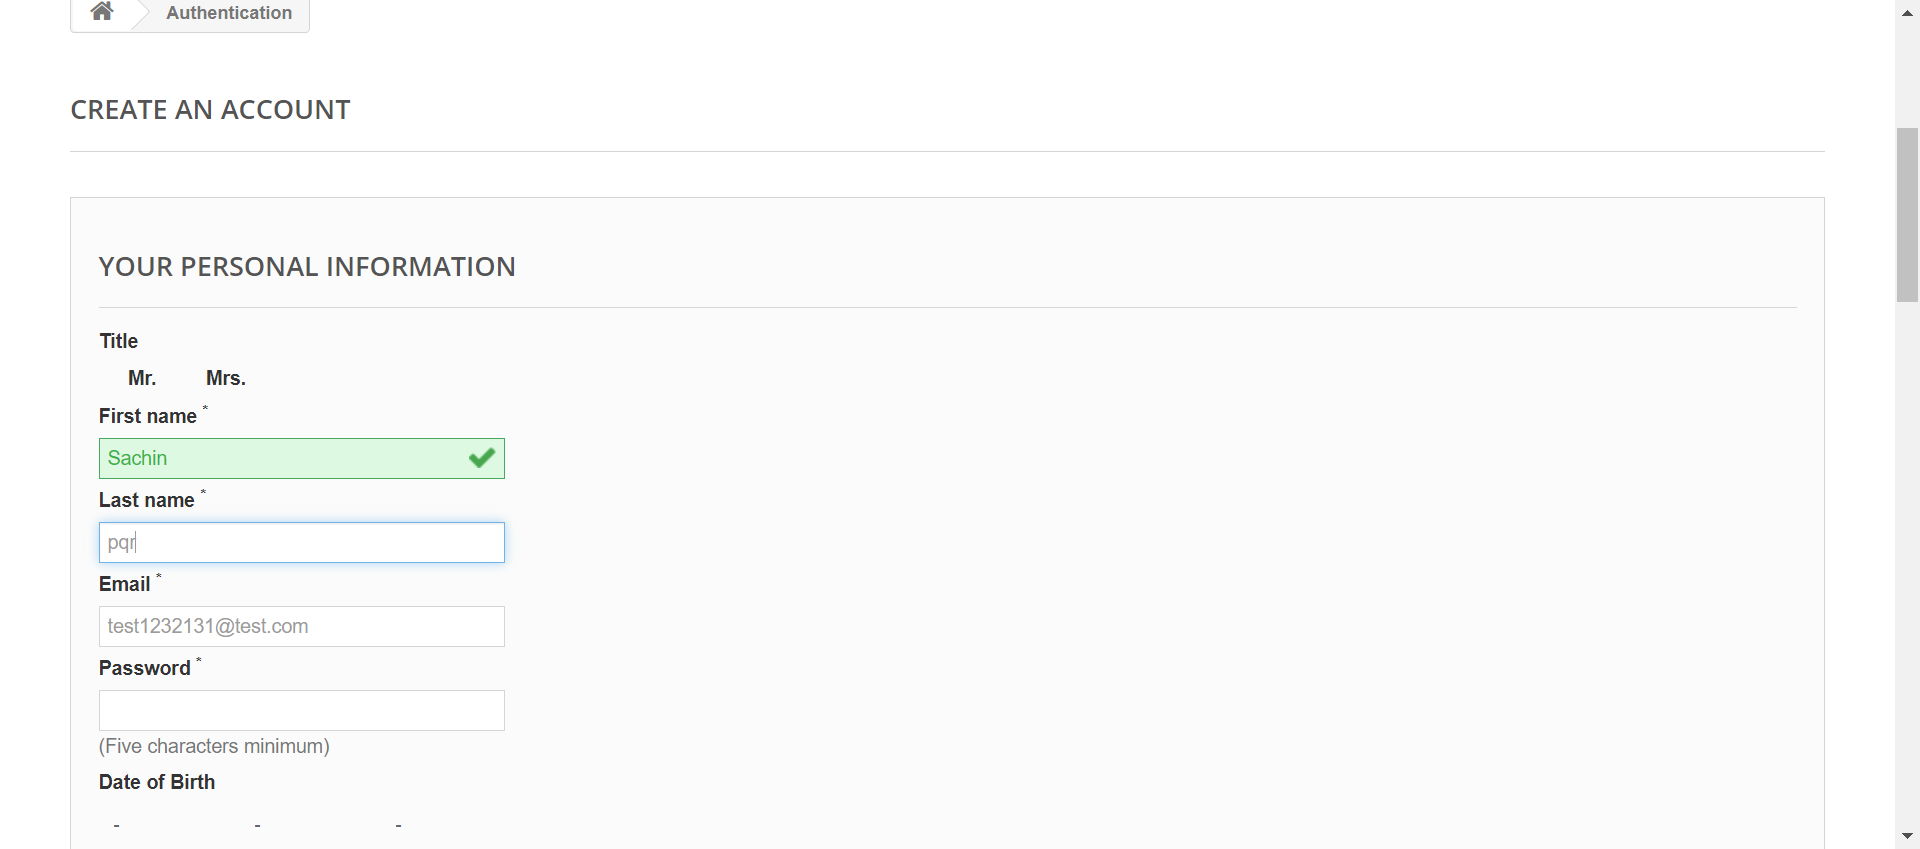 Authentication
CREATE AN ACCOUNT
YOUR PERSONAL INFORMATION
Title
Mr. Mrs.
First name *
Sachin
Last name *
pqr
Email *
test1232131@test.com
Password *
(Five characters minimum)
Date of Birth
- - -